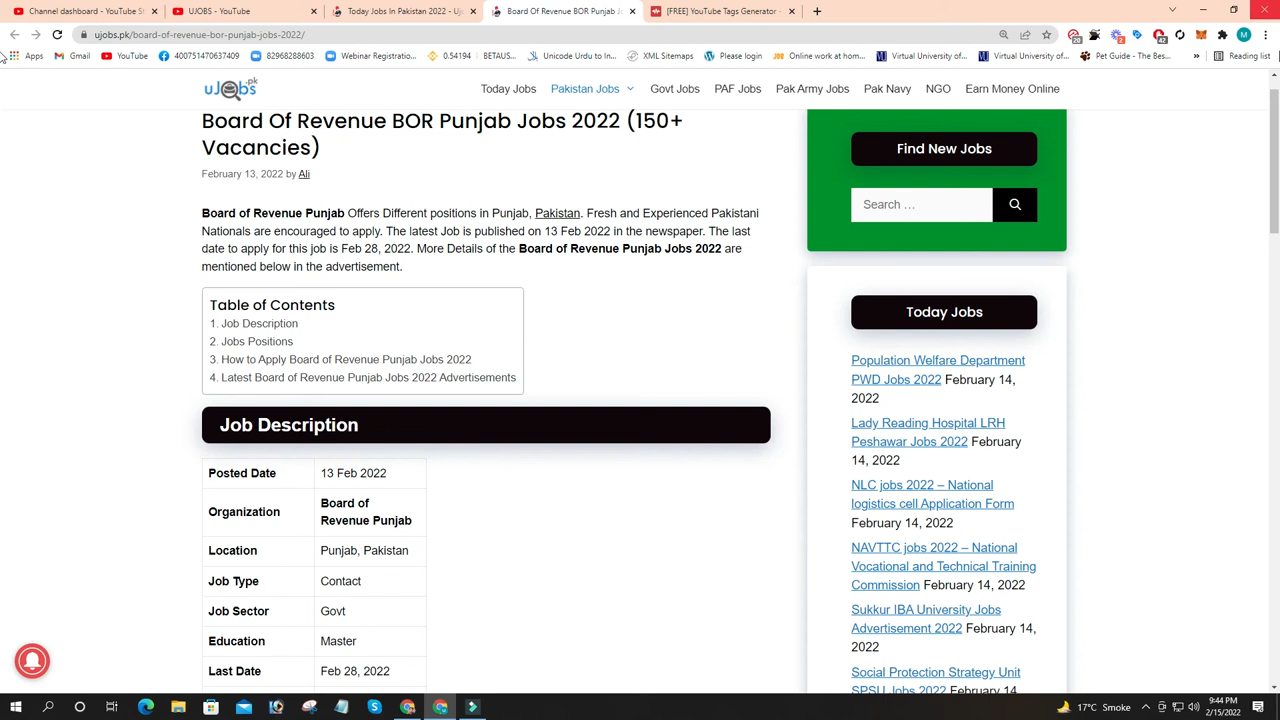 Channel dashboard - YouTube St
UJOBS - YouTube
Today Jobs In Pakistan 2022 - Uj
Board Of Revenue BOR Punjab Jo
[FREE] YouTube Tags Generator -
ujobs.pk/board-of-revenue-bor-punjab-jobs-2022/
Apps
Gmail
YouTube
400751470637409
82968288603
Webinar Registratio...
0.54194 | BETAUS...
Unicode Urdu to In...
XML Sitemaps
Please login
Online work at hom...
Virtual University of...
Virtual University of...
Pet Guide - The Bes...
Reading list
uJobs.pk
Today Jobs
Pakistan Jobs
Govt Jobs
PAF Jobs
Pak Army Jobs
Pak Navy
NGO
Earn Money Online
Board Of Revenue BOR Punjab Jobs 2022 (150+
Vacancies)
February 13, 2022 by Ali
Board of Revenue Punjab Offers Different positions in Punjab, Pakistan. Fresh and Experienced Pakistani
Nationals are encouraged to apply. The latest Job is published on 13 Feb 2022 in the newspaper. The last
date to apply for this job is Feb 28, 2022. More Details of the Board of Revenue Punjab Jobs 2022 are
mentioned below in the advertisement.
Table of Contents
1. Job Description
2. Jobs Positions
3. How to Apply Board of Revenue Punjab Jobs 2022
4. Latest Board of Revenue Punjab Jobs 2022 Advertisements
Job Description
Posted Date 13 Feb 2022
Organization Board of
Revenue Punjab
Location Punjab, Pakistan
Job Type Contact
Job Sector Govt
Education Master
Last Date Feb 28, 2022
Find New Jobs
Search …
Today Jobs
Population Welfare Department
PWD Jobs 2022 February 14,
2022
Lady Reading Hospital LRH
Peshawar Jobs 2022 February
14, 2022
NLC jobs 2022 – National
logistics cell Application Form
February 14, 2022
NAVTTC jobs 2022 – National
Vocational and Technical Training
Commission February 14, 2022
Sukkur IBA University Jobs
Advertisement 2022 February 14,
2022
Social Protection Strategy Unit
SPSU Jobs 2022 February 14
17°C Smoke
9:44 PM
2/15/2022